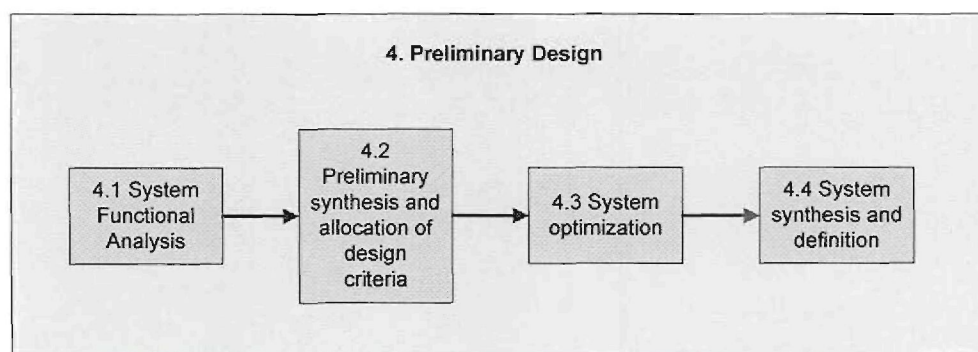 4. Preliminary Design
4.1 System
Functional
Analysis
4.2
Preliminary
synthesis and
allocation of
design
criteria
4.3 System
optimization
4.4 System
synthesis and
definition